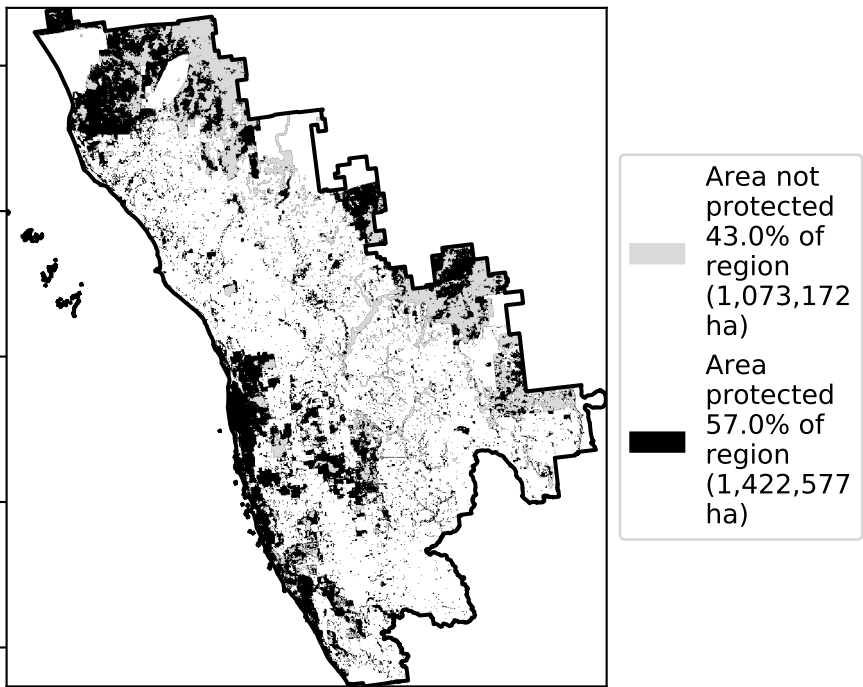 Area not
protected
43.0% of
region
(1,073,172
ha)
Area
protected
57.0% of
region
(1,422,577
ha)